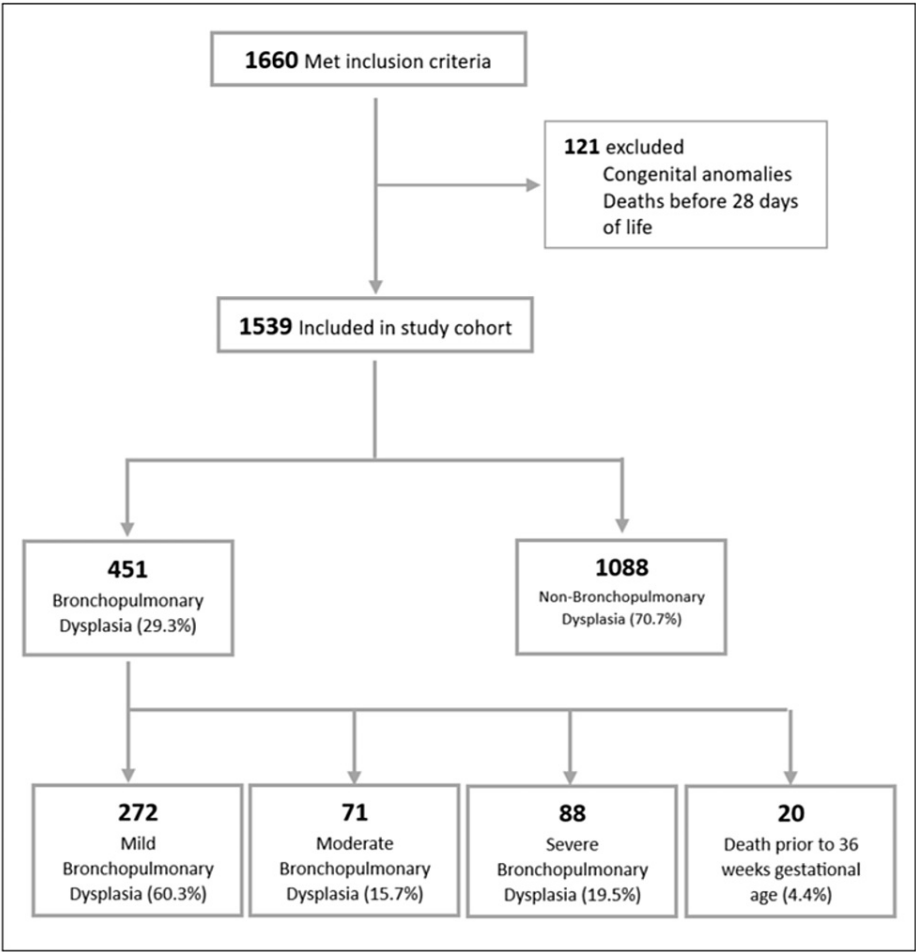 1660 Met inclusion criteria
121 excluded
Congenital anomalies
Deaths before 28 days
of life
1539 Included in study cohort
451
Bronchopulmonary
Dysplasia (29.3%)
1088
Non-Bronchopulmonary
Dysplasia (70.7%)
272
Mild
Bronchopulmonary
Dysplasia (60.3%)
71
Moderate
Bronchopulmonary
Dysplasia (15.7%)
88
Severe
Bronchopulmonary
Dysplasia (19.5%)
20
Death prior to 36
weeks gestational
age (4.4%)